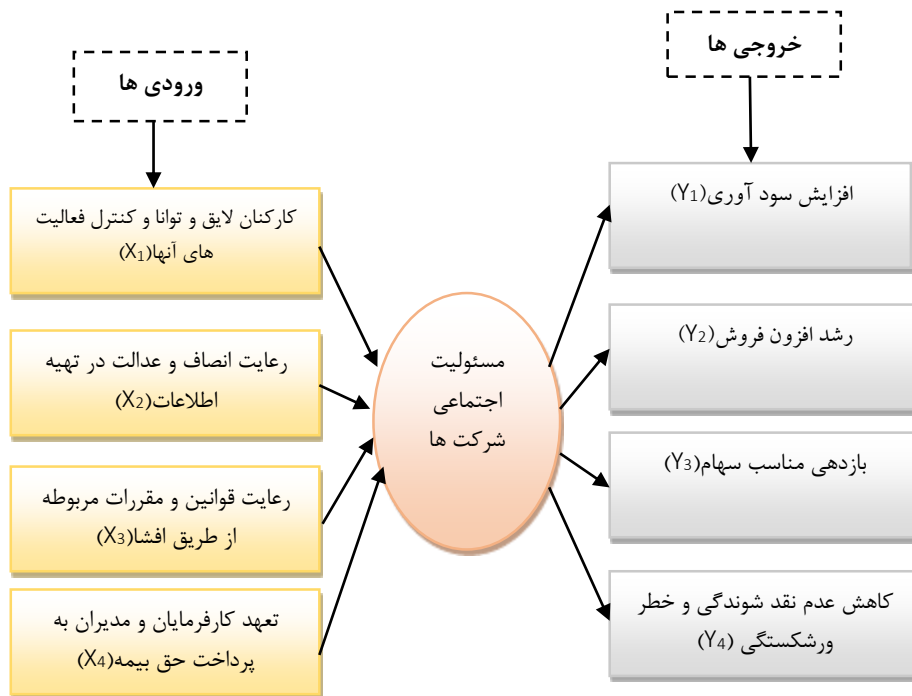 ورودی ها
خروجی ها
کارکنان لایق و توانا و کنترل فعالیت
های آنها(X1)
رعایت انصاف و عدالت در تهیه
اطلاعات(X2)
رعایت قوانین و مقررات مربوطه
از طریق افشا(X3)
تعهد کارفرمایان و مدیران به
پرداخت حق بیمه(X4)
مسئولیت
اجتماعی
شرکت ها
افزایش سود آوری(Y1)
رشد افزون فروش(Y2)
بازدهی مناسب سهام(Y3)
کاهش عدم نقد شوندگی و خطر
ورشکستگی (Y4)